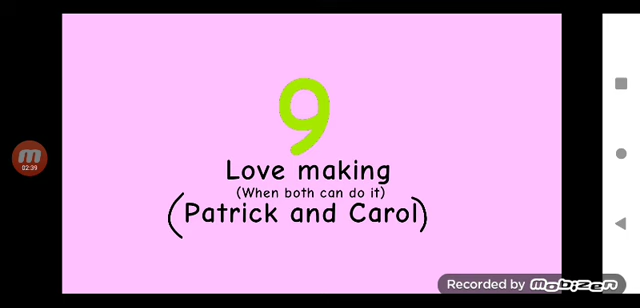 9
Love making
(When both can do it)
(Patrick and Carol)
02:39
Recorded by
Mobizen